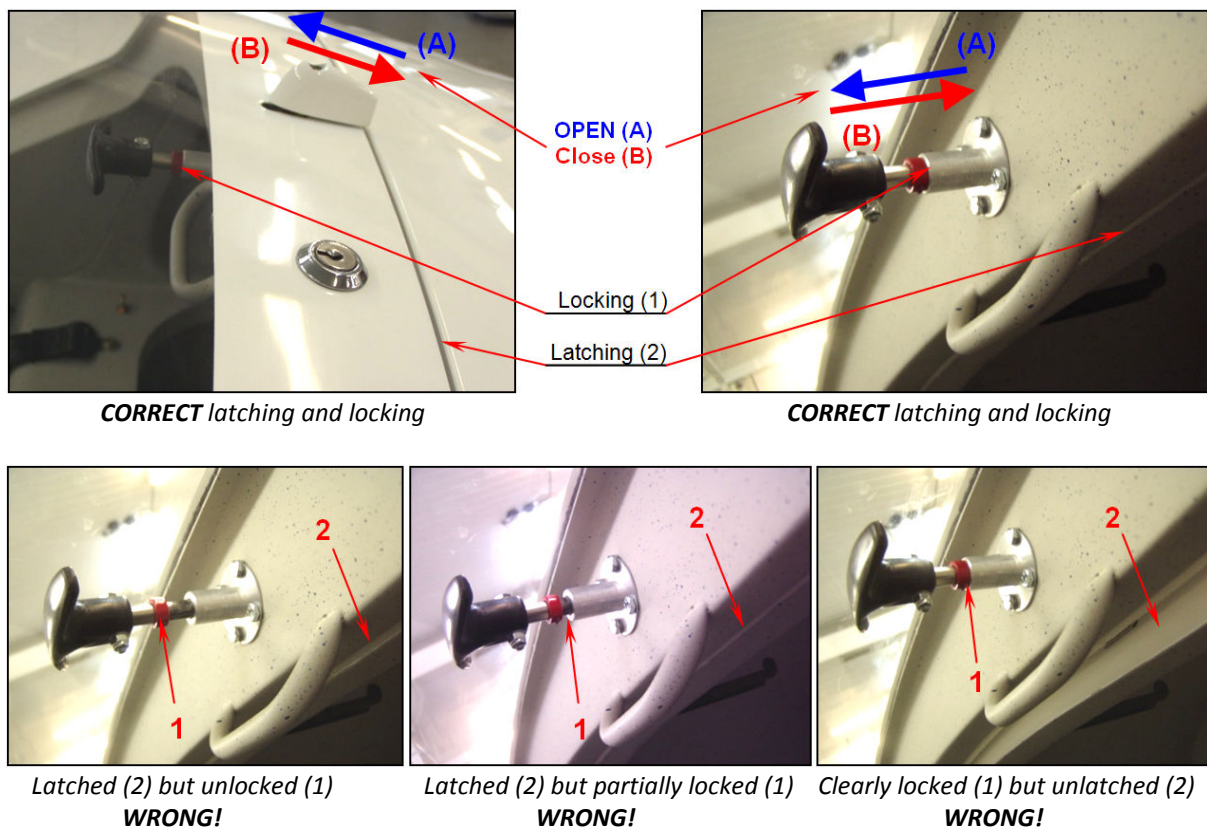 (B)
(A)
(A)
(B)
OPEN (A)
Close (B)
Locking (1)
Latching (2)
CORRECT latching and locking
CORRECT latching and locking
2
1
2
1
2
1
Latched (2) but unlocked (1)
WRONG!
Latched (2) but partially locked (1)
WRONG!
Clearly locked (1) but unlatched (2)
WRONG!